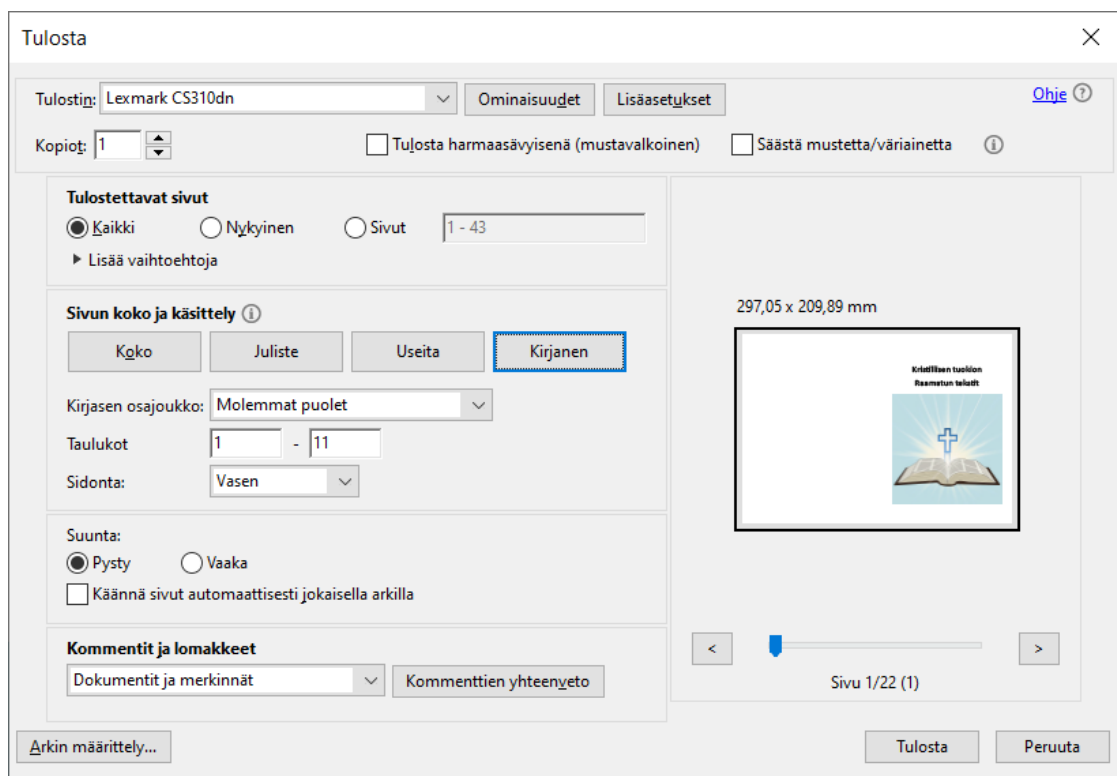 Tulosta
Tulostin: Lexmark CS310dn Ominaisuudet Lisäasetukset Ohje
Kopiot: 1 Tulosta harmaasävyisenä (mustavalkoinen) Säästä mustetta/väriainetta
Tulostettavat sivut
Kaikki Nykyinen Sivut 1 - 43
Lisää vaihtoehtoja
Sivun koko ja käsittely
Koko Juliste Useita Kirjanen
Kirjasen osajoukko: Molemmat puolet
Taulukot 1 - 11
Sidonta: Vasen
Suunta:
Pysty Vaaka
Käännä sivut automaattisesti jokaisella arkilla
Kommentit ja lomakkeet
Dokumentit ja merkinnät Kommenttien yhteenveto
297,05 x 209,89 mm
Kristillisen tuokion
Raamatun tekstit
< >
Sivu 1/22 (1)
Arkin määrittely... Tulosta Peruuta